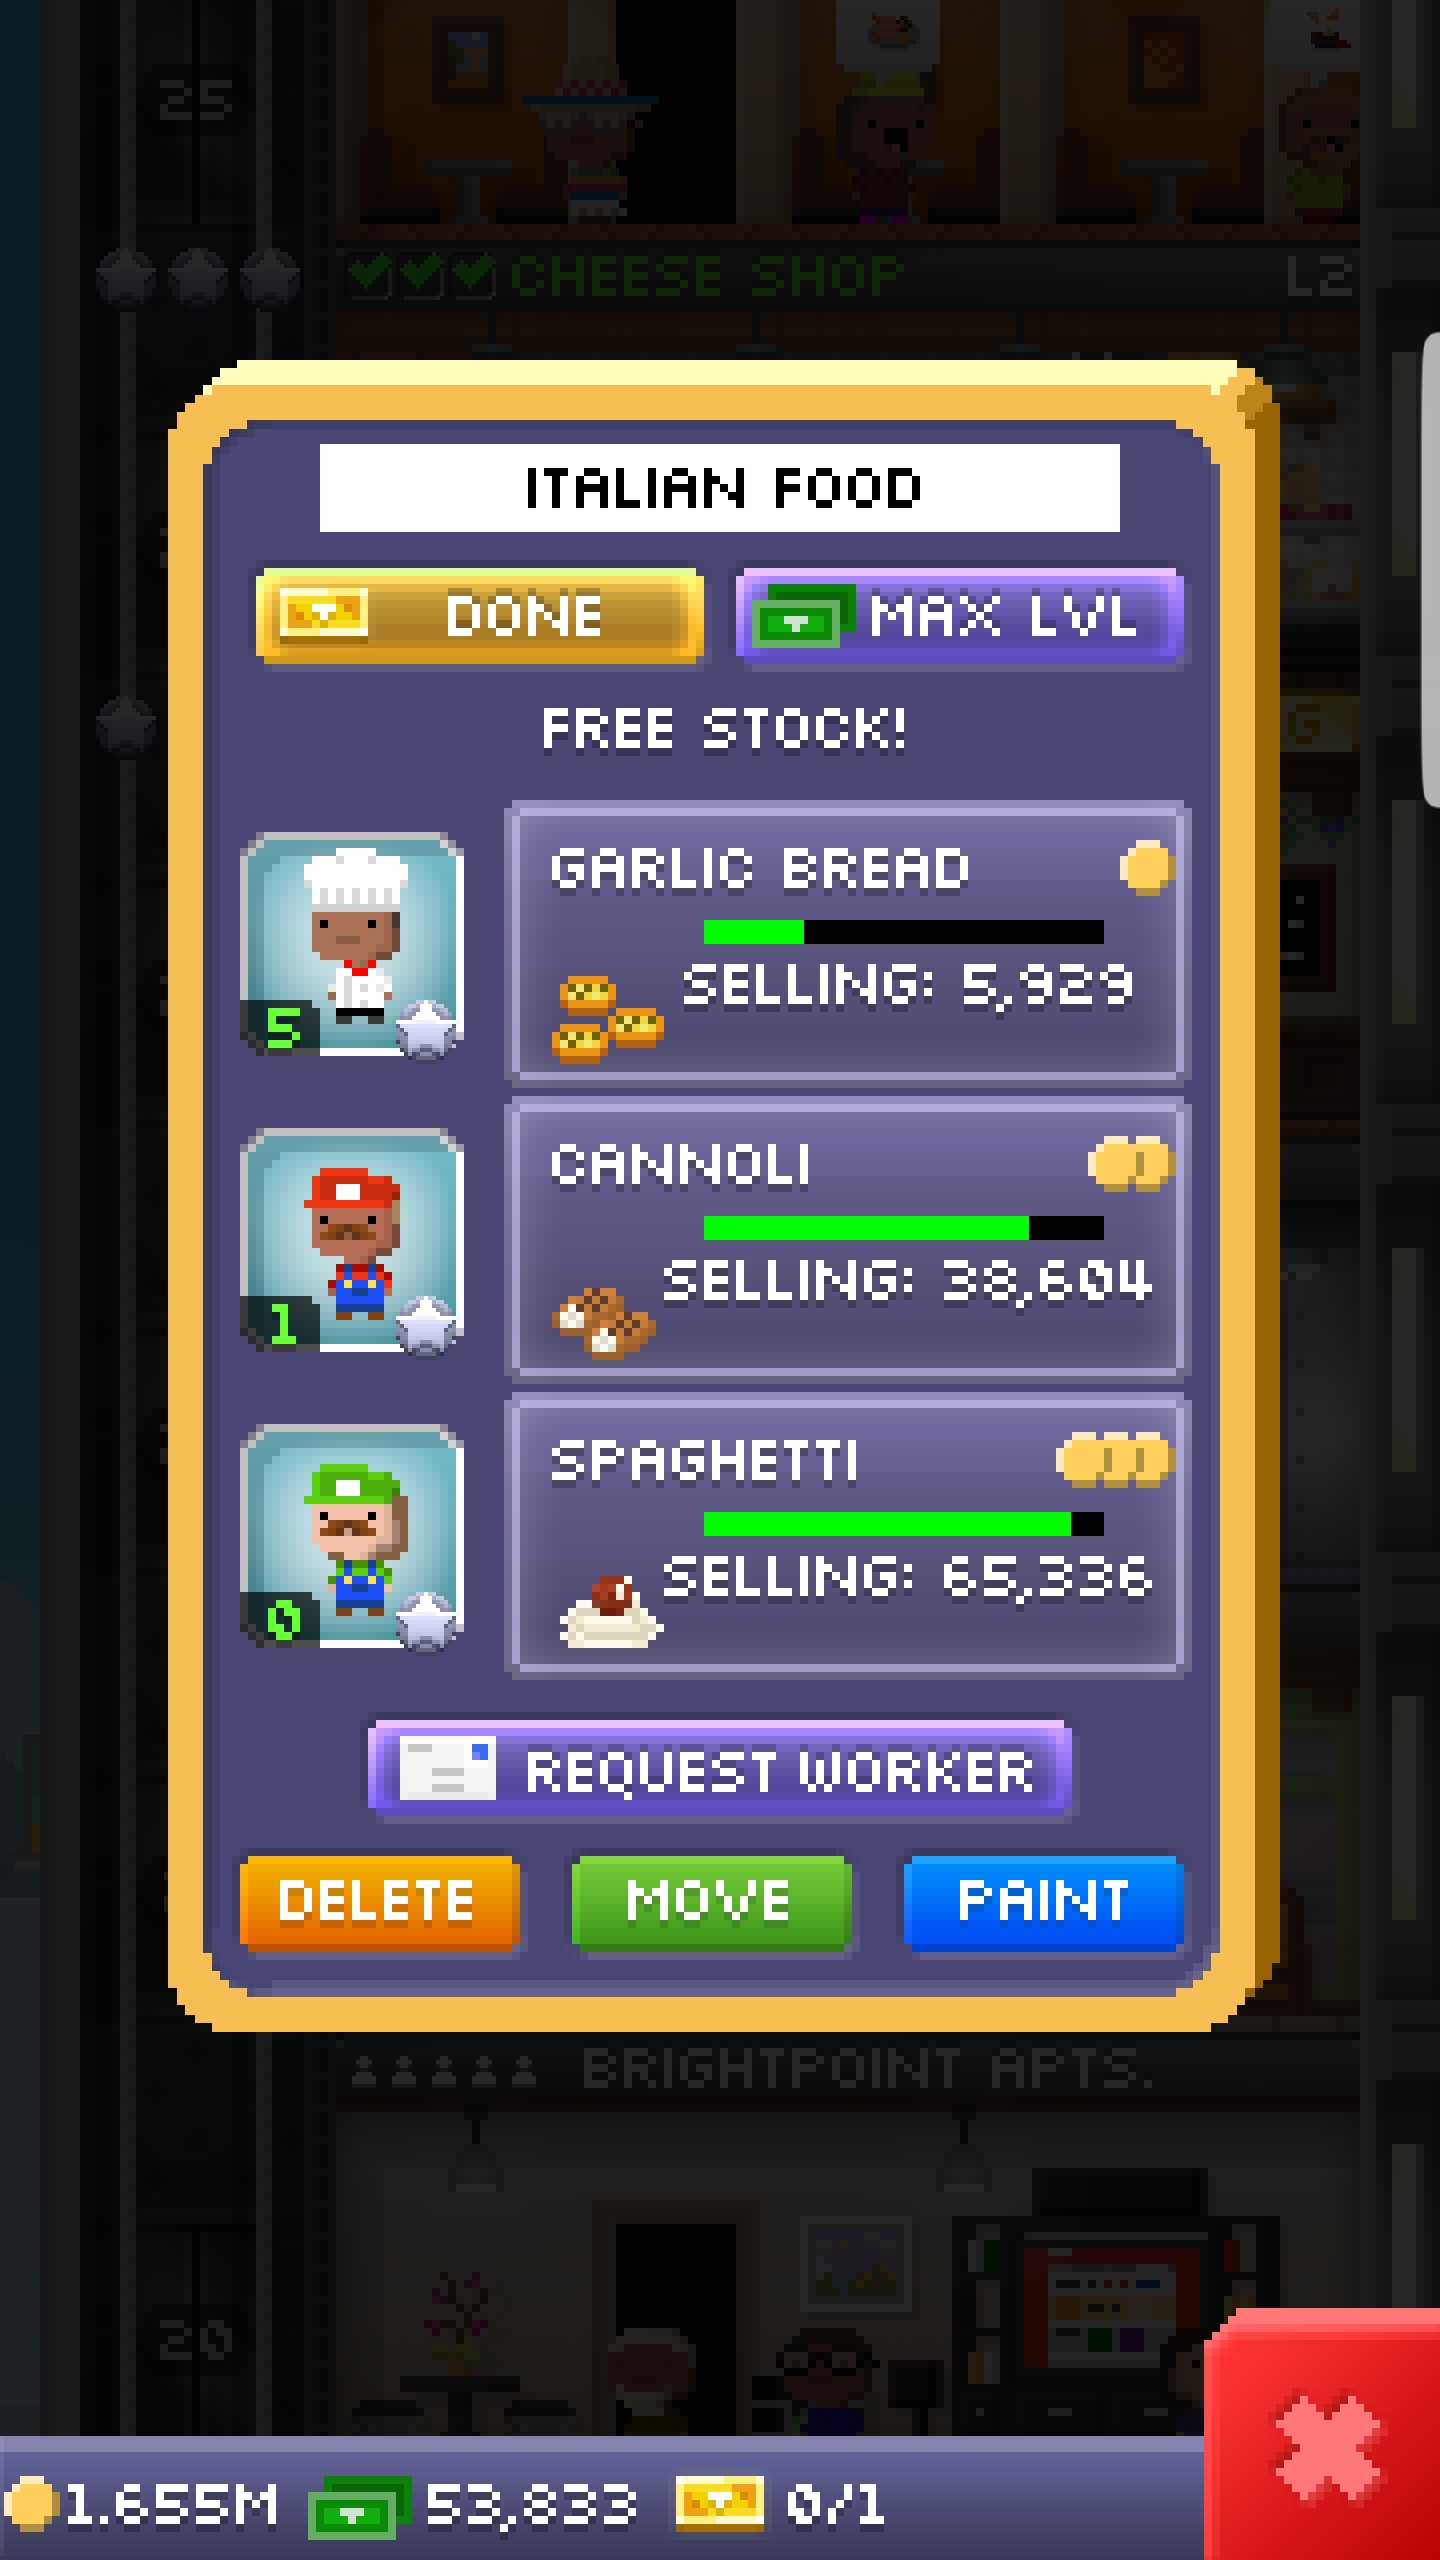 25
CHEESE SHOP L2
ITALIAN FOOD
DONE MAX LVL
FREE STOCK!
GARLIC BREAD
SELLING: 5,929
5
CANNOLI
SELLING: 38,604
1
SPAGHETTI
SELLING: 65,336
0
REQUEST WORKER
DELETE MOVE PAINT
BRIGHTPOINT APTS.
20
1.655M 53,833 0/1